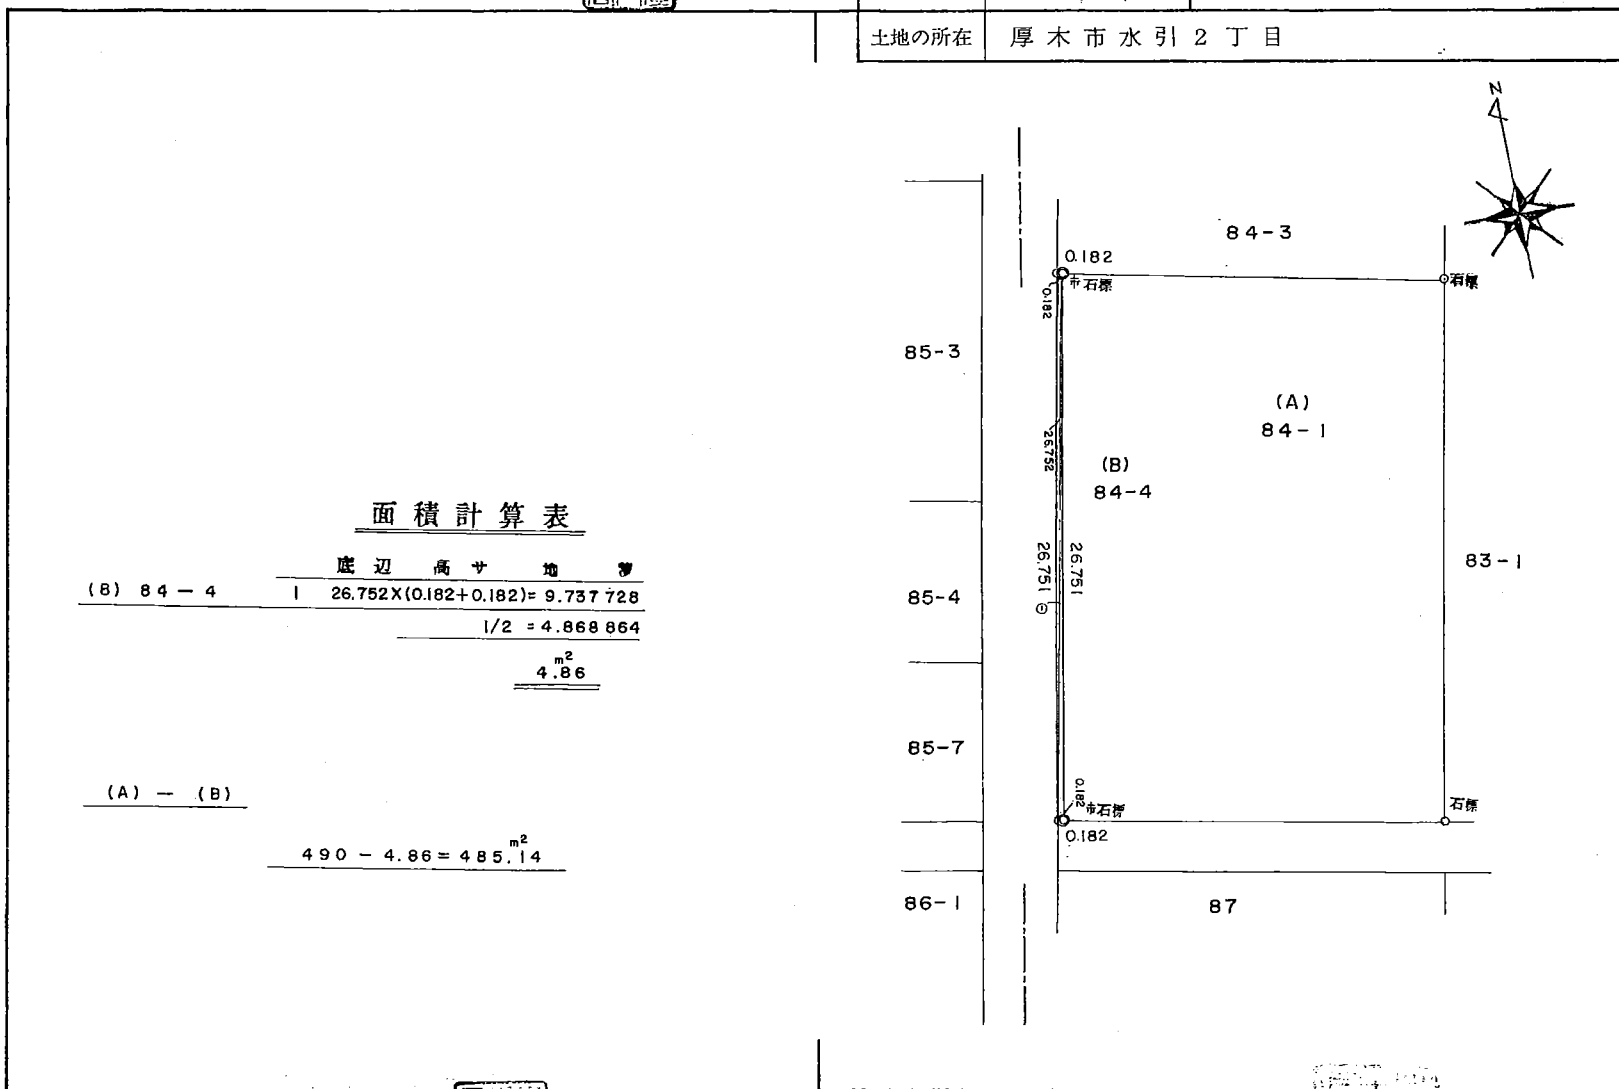 土地の所在 厚木市水引2丁目
N
84-3
0.182
市石標
石標
0.182
85-3
(A)
84-1
26.752
(B)
84-4
面積計算表
26.751
26.751
83-1
底辺 高サ 地
(B) 84-4 1 26.752X(0.182+0.182)= 9.737 728
85-4
1/2 = 4.868 864
m²
4.86
85-7
(A) - (B)
0.182
市石標
石標
0.182
m²
490 - 4.86 = 485.14
86-1
87